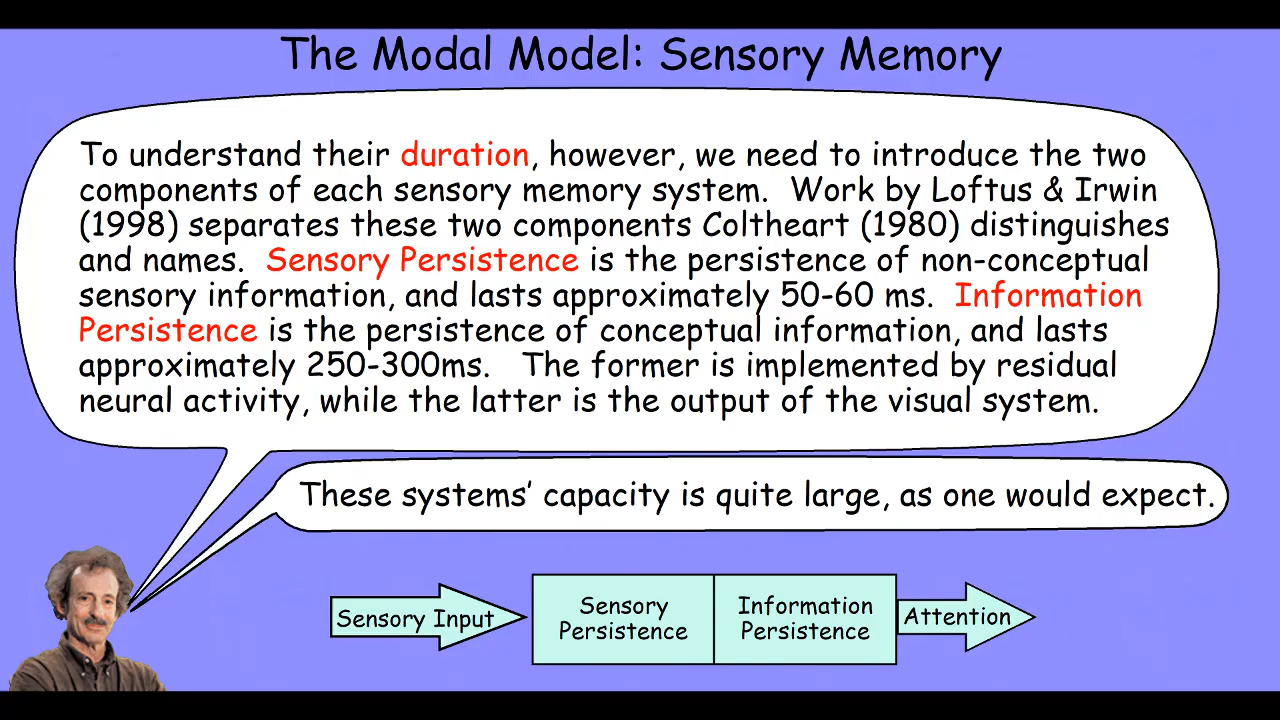 The Modal Model: Sensory Memory
To understand their duration, however, we need to introduce the two
components of each sensory memory system.  Work by Loftus & Irwin
(1998) separates these two components Coltheart (1980) distinguishes
and names.  Sensory Persistence is the persistence of non-conceptual
sensory information, and lasts approximately 50-60 ms.  Information
Persistence is the persistence of conceptual information, and lasts
approximately 250-300ms.   The former is implemented by residual
neural activity, while the latter is the output of the visual system.
These systems’ capacity is quite large, as one would expect.
Sensory Input
Sensory
Persistence
Information
Persistence
Attention